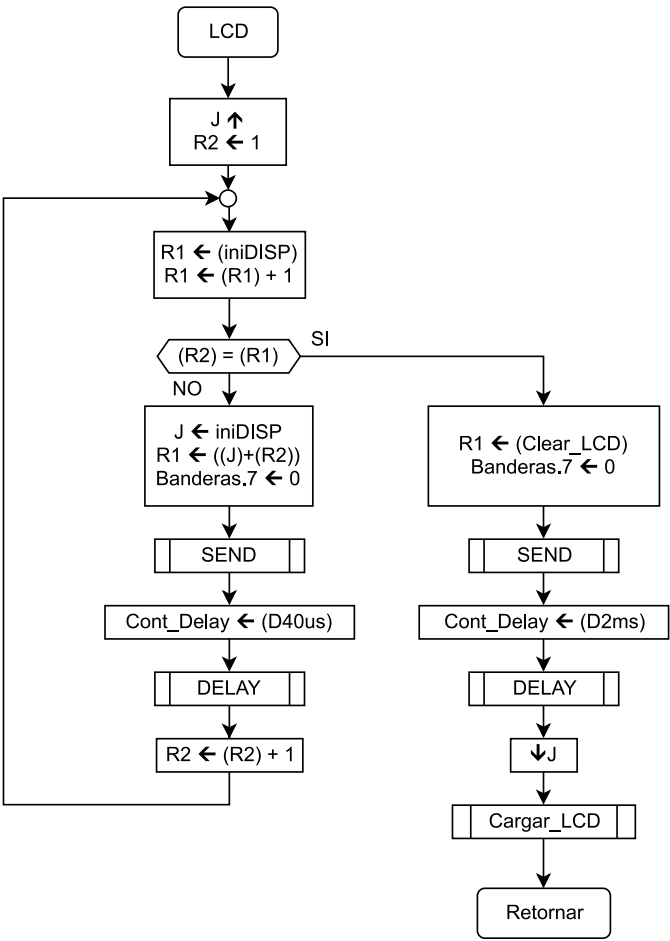 LCD
J ↑
R2 ← 1
R1 ← (iniDISP)
R1 ← (R1) + 1
(R2) = (R1)
SI
NO
J ← iniDISP
R1 ← ((J)+(R2))
Banderas.7 ← 0
SEND
Cont_Delay ← (D40us)
DELAY
R2 ← (R2) + 1
R1 ← (Clear_LCD)
Banderas.7 ← 0
SEND
Cont_Delay ← (D2ms)
DELAY
↓J
Cargar_LCD
Retornar